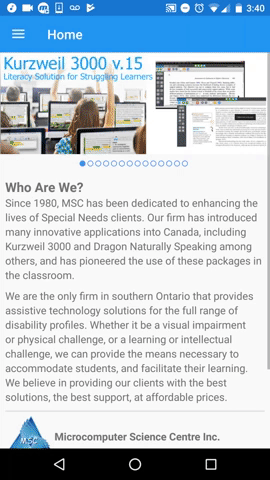 3:40
Home
Kurzweil 3000 v.15
Literacy Solution for Struggling Learners
Who Are We?
Since 1980, MSC has been dedicated to enhancing the
lives of Special Needs clients. Our firm has introduced
many innovative applications into Canada, including
Kurzweil 3000 and Dragon Naturally Speaking among
others, and has pioneered the use of these packages in
the classroom.
We are the only firm in southern Ontario that provides
assistive technology solutions for the full range of
disability profiles. Whether it be a visual impairment
or physical challenge, or a learning or intellectual
challenge, we can provide the means necessary to
accommodate students, and facilitate their learning.
We believe in providing our clients with the best
solutions, the best support, at affordable prices.
MSC
Microcomputer Science Centre Inc.